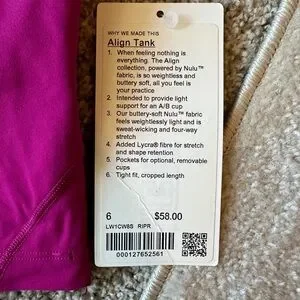 WHY WE MADE THIS
Align Tank
1. When feeling nothing is
everything. The Align
collection, powered by Nulu™
fabric, is so weightless and
buttery soft, all you feel is
your practice
2. Intended to provide light
support for an A/B cup
3. Our buttery-soft Nulu™ fabric
feels weightlessly light and is
sweat-wicking and four-way
stretch
4. Added Lycra® fibre for stretch
and shape retention
5. Pockets for optional, removable
cups
6. Tight fit, cropped length
6 $58.00
LW1CW8S RIPR
000127652561